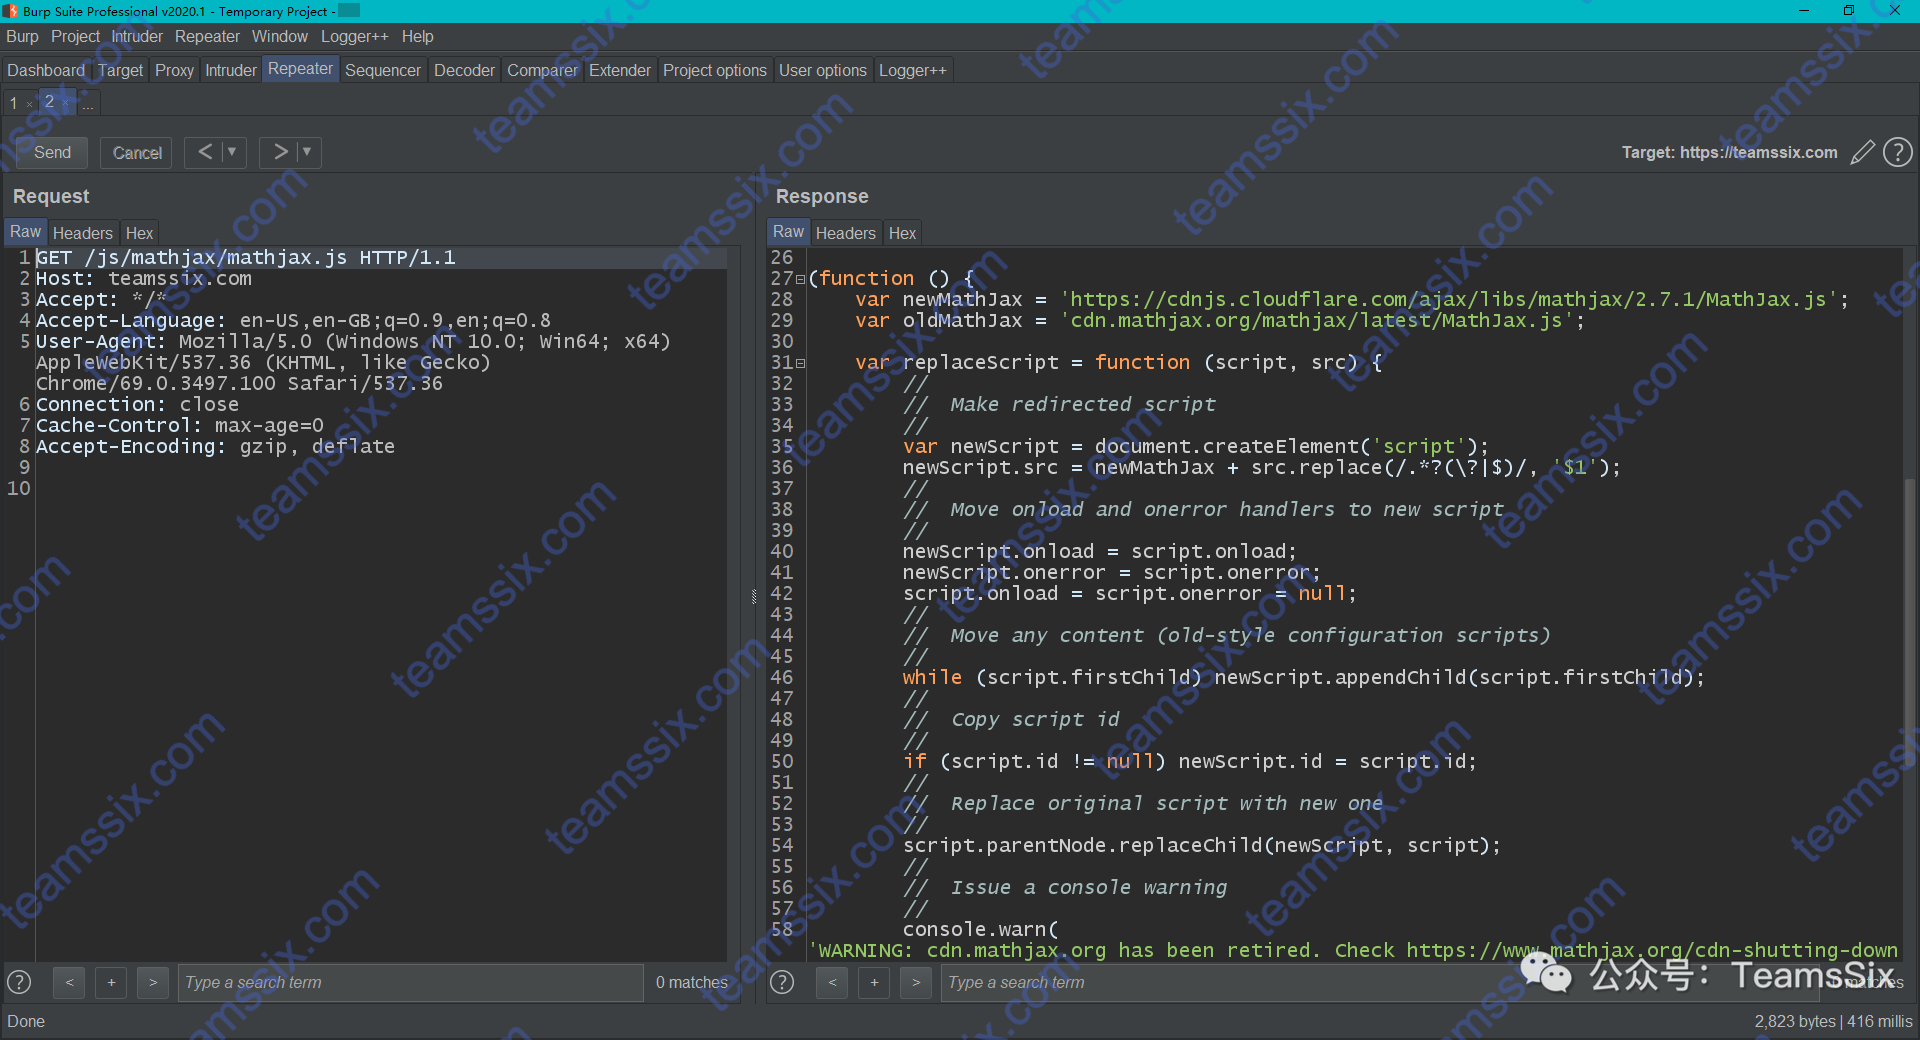 Burp Suite Professional v2020.1 - Temporary Project -
Burp Project Intruder Repeater Window Logger++ Help
Dashboard Target Proxy Intruder Repeater Sequencer Decoder Comparer Extender Project options User options Logger++
1 × 2 × ...
Send Cancel < ▼ > ▼
Target: https://teamssix.com ?
Request
Raw Headers Hex
1 GET /js/mathjax/mathjax.js HTTP/1.1
2 Host: teamssix.com
3 Accept: */*
4 Accept-Language: en-US,en-GB;q=0.9,en;q=0.8
5 User-Agent: Mozilla/5.0 (Windows NT 10.0; Win64; x64)
AppleWebKit/537.36 (KHTML, like Gecko)
Chrome/69.0.3497.100 Safari/537.36
6 Connection: close
7 Cache-Control: max-age=0
8 Accept-Encoding: gzip, deflate
9
10
? < + > Type a search term 0 matches
Response
Raw Headers Hex
26
27 (function () {
28 var newMathJax = 'https://cdnjs.cloudflare.com/ajax/libs/mathjax/2.7.1/MathJax.js';
29 var oldMathJax = 'cdn.mathjax.org/mathjax/latest/MathJax.js';
30
31 var replaceScript = function (script, src) {
32 //
33 // Make redirected script
34 //
35 var newScript = document.createElement('script');
36 newScript.src = newMathJax + src.replace(/.*?(\?|$)/, '$1');
37 //
38 // Move onload and onerror handlers to new script
39 //
40 newScript.onload = script.onload;
41 newScript.onerror = script.onerror;
42 script.onload = script.onerror = null;
43 //
44 // Move any content (old-style configuration scripts)
45 //
46 while (script.firstChild) newScript.appendChild(script.firstChild);
47 //
48 // Copy script id
49 //
50 if (script.id != null) newScript.id = script.id;
51 //
52 // Replace original script with new one
53 //
54 script.parentNode.replaceChild(newScript, script);
55 //
56 // Issue a console warning
57 //
58 console.warn(
'WARNING: cdn.mathjax.org has been retired. Check https://www.mathjax.org/cdn-shutting-down
? < + > Type a search term matches
公众号：TeamsSix
Done
2,823 bytes | 416 millis
teamssix.com